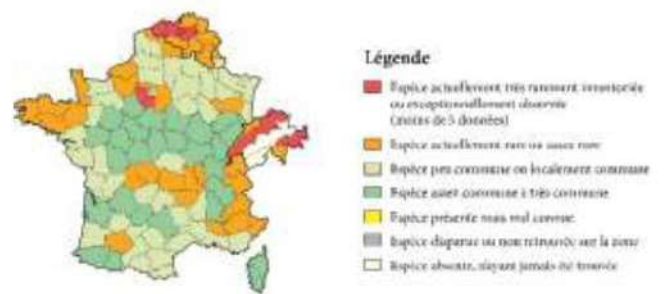 Légende
Espèce actuellement très rarement inventoriée
ou exceptionnellement observée
(moins de 5 données)
Espèce actuellement rare ou assez rare
Espèce peu commune ou localement commune
Espèce assez commune à très commune
Espèce présente mais mal connue
Espèce disparue ou non retrouvée sur la zone
Espèce absente, n'ayant jamais été trouvée